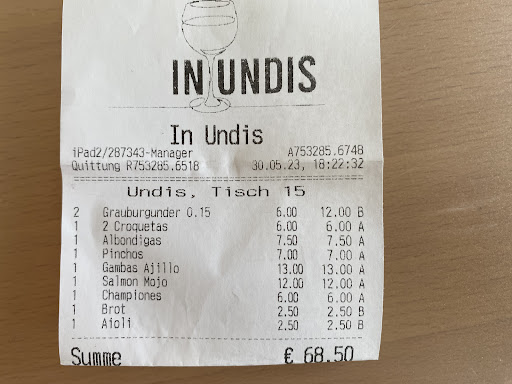 IN UNDIS
In Undis
iPad2/287343-Manager A753285.674B
Quittung R753285.6518 30.05.23, 18:22:32
Undis, Tisch 15
2 Grauburgunder 0.15 6.00 12.00 B
1 2 Croquetas 6.00 6.00 A
1 Albondigas 7.50 7.50 A
1 Pinchos 7.00 7.00 A
1 Gambas Ajillo 13.00 13.00 A
1 Salmon Mojo 12.00 12.00 A
1 Championes 6.00 6.00 A
1 Brot 2.50 2.50 B
1 Aioli 2.50 2.50 B
Summe € 68.50